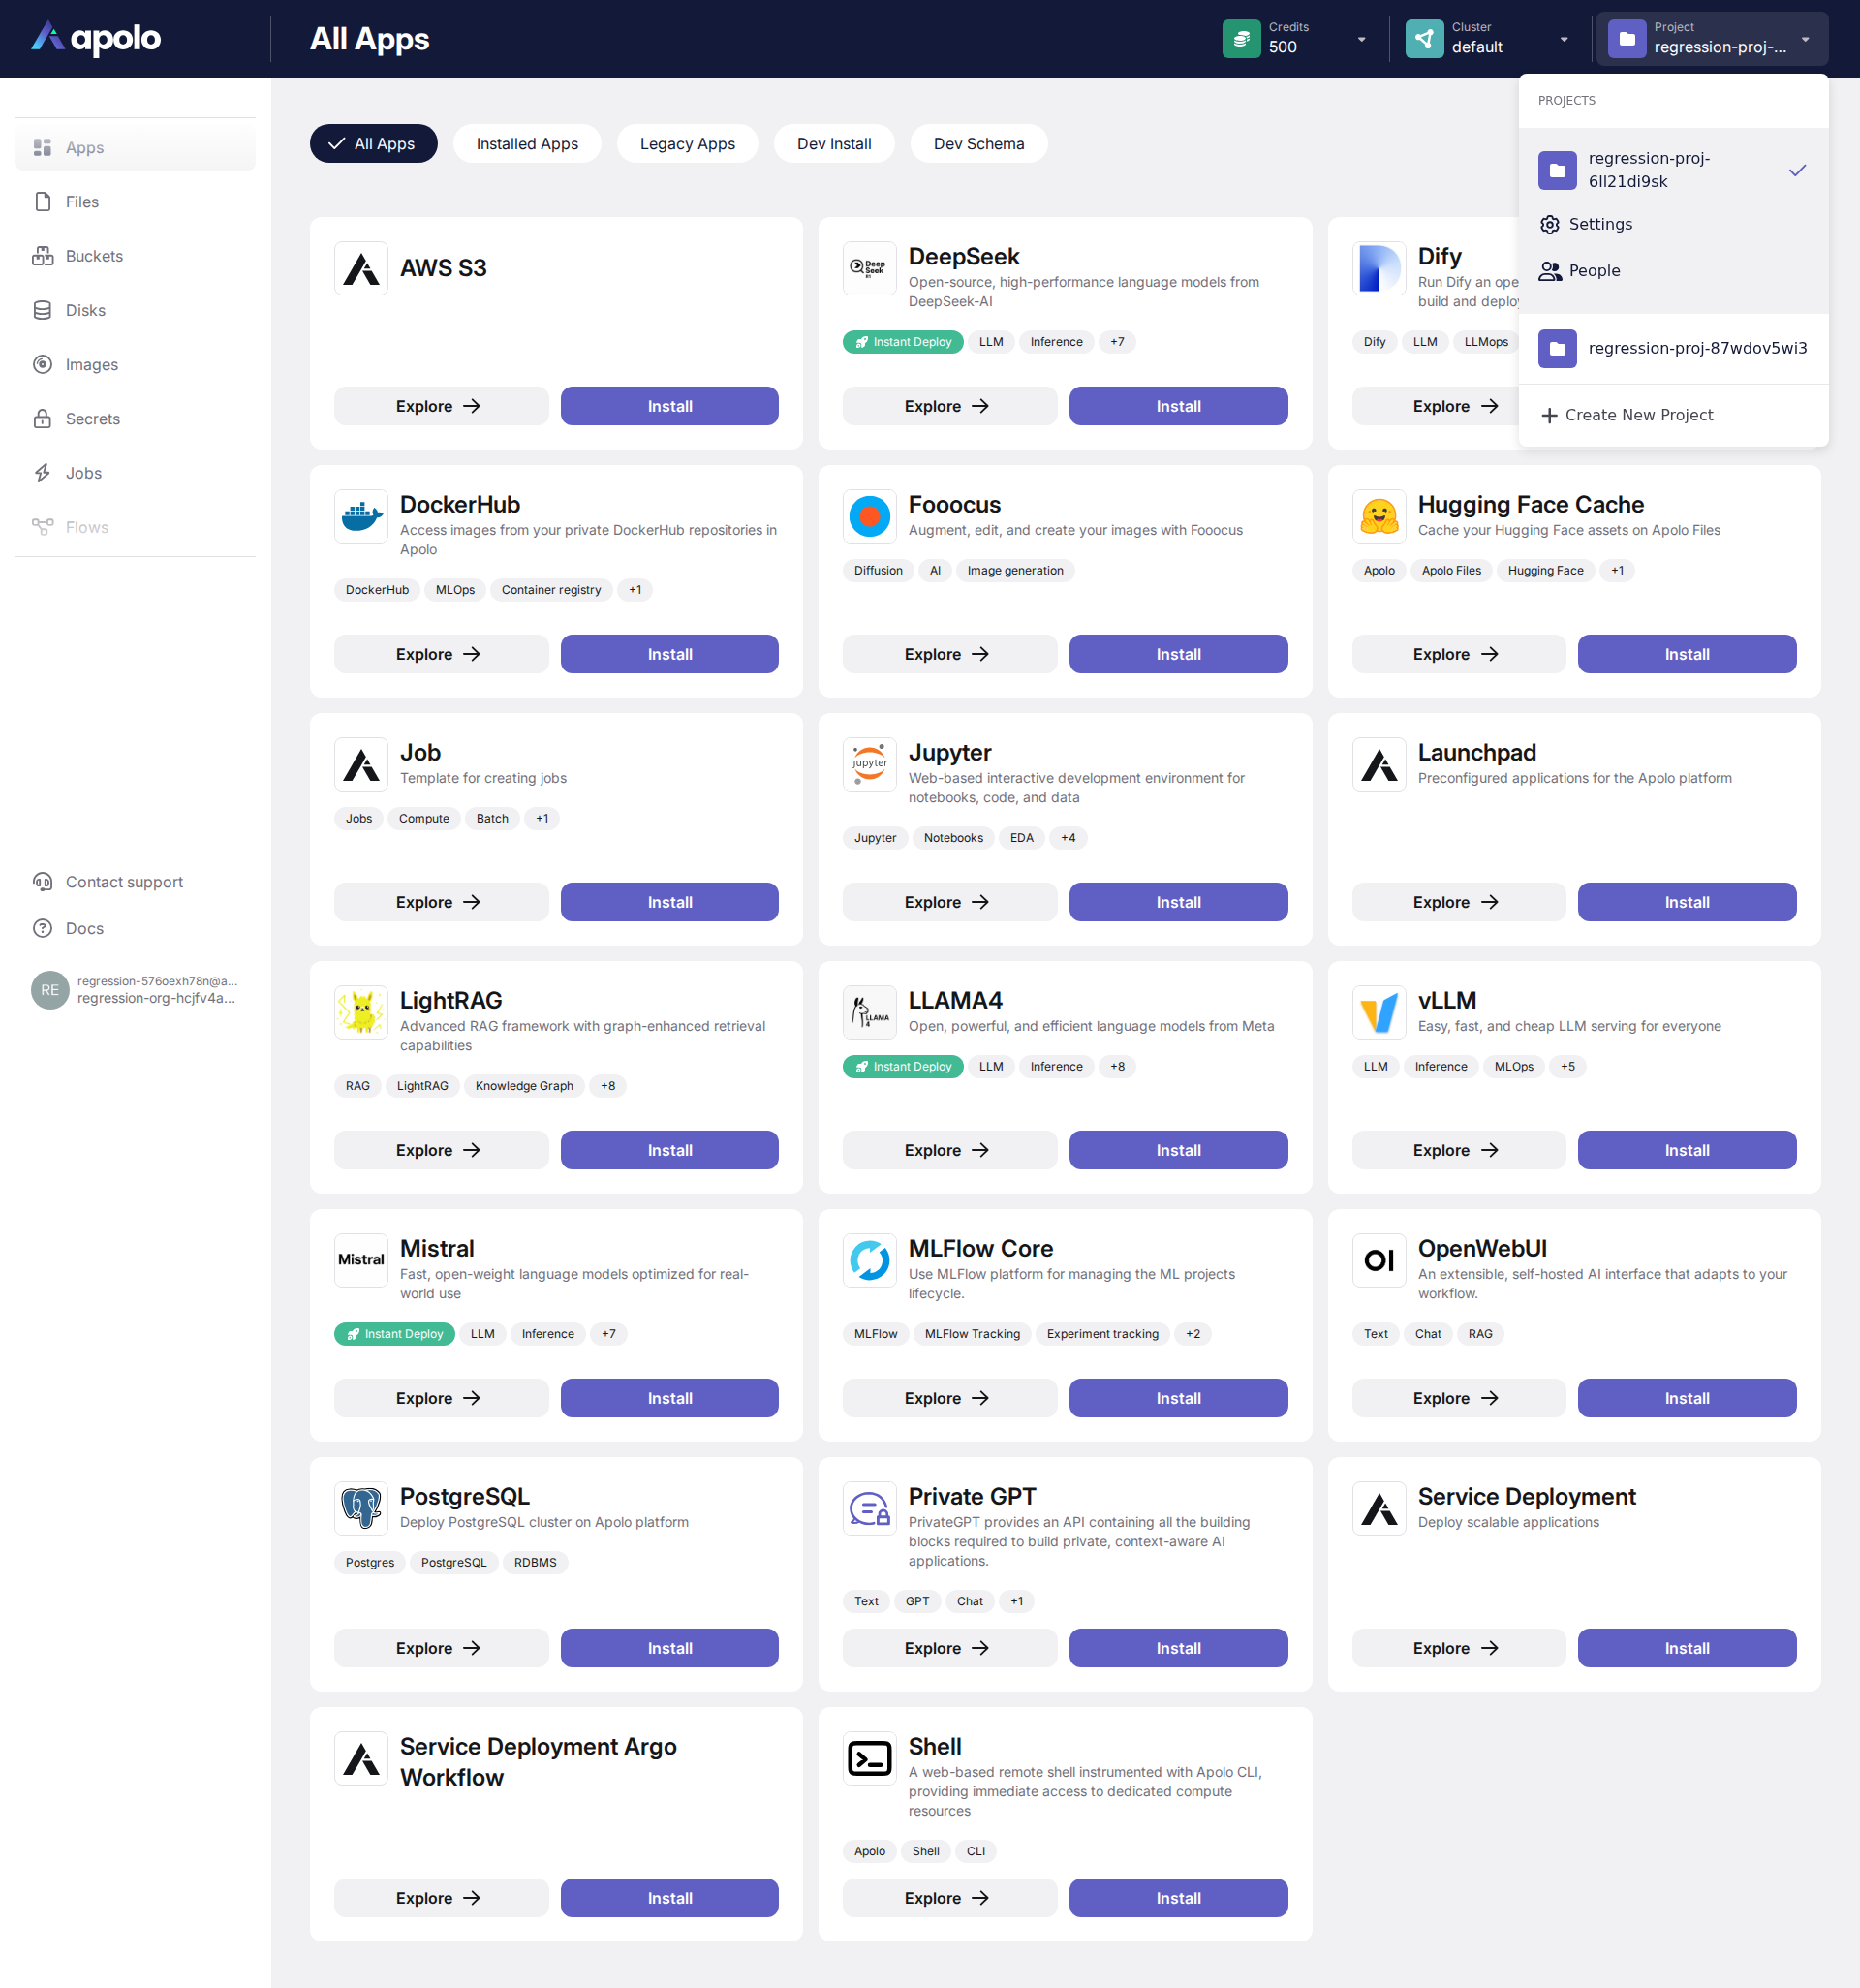 apolo
All Apps
Credits
500
Cluster
default
Project
regression-proj-...
PROJECTS
regression-proj-
6ll21di9sk
Settings
People
regression-proj-87wdov5wi3
Create New Project
Apps
Files
Buckets
Disks
Images
Secrets
Jobs
Flows
Contact support
Docs
RE
regression-576oexh78n@a...
regression-org-hcjfv4a...
All Apps
Installed Apps
Legacy Apps
Dev Install
Dev Schema
AWS S3
Explore
Install
Deep
Seek
R1
DeepSeek
Open-source, high-performance language models from
DeepSeek-AI
Instant Deploy
LLM
Inference
+7
Explore
Install
Dify
Run Dify an ope
build and deploy
Dify
LLM
LLMops
Explore
DockerHub
Access images from your private DockerHub repositories in
Apolo
DockerHub
MLOps
Container registry
+1
Explore
Install
Fooocus
Augment, edit, and create your images with Fooocus
Diffusion
AI
Image generation
Explore
Install
Hugging Face Cache
Cache your Hugging Face assets on Apolo Files
Apolo
Apolo Files
Hugging Face
+1
Explore
Install
Job
Template for creating jobs
Jobs
Compute
Batch
+1
Explore
Install
jupyter
Jupyter
Web-based interactive development environment for
notebooks, code, and data
Jupyter
Notebooks
EDA
+4
Explore
Install
Launchpad
Preconfigured applications for the Apolo platform
Explore
Install
LightRAG
Advanced RAG framework with graph-enhanced retrieval
capabilities
RAG
LightRAG
Knowledge Graph
+8
Explore
Install
LLAMA
4
LLAMA4
Open, powerful, and efficient language models from Meta
Instant Deploy
LLM
Inference
+8
Explore
Install
vLLM
Easy, fast, and cheap LLM serving for everyone
LLM
Inference
MLOps
+5
Explore
Install
Mistral
Mistral
Fast, open-weight language models optimized for real-
world use
Instant Deploy
LLM
Inference
+7
Explore
Install
MLFlow Core
Use MLFlow platform for managing the ML projects
lifecycle.
MLFlow
MLFlow Tracking
Experiment tracking
+2
Explore
Install
OI
OpenWebUI
An extensible, self-hosted AI interface that adapts to your
workflow.
Text
Chat
RAG
Explore
Install
PostgreSQL
Deploy PostgreSQL cluster on Apolo platform
Postgres
PostgreSQL
RDBMS
Explore
Install
Private GPT
PrivateGPT provides an API containing all the building
blocks required to build private, context-aware AI
applications.
Text
GPT
Chat
+1
Explore
Install
Service Deployment
Deploy scalable applications
Explore
Install
Service Deployment Argo
Workflow
Explore
Install
Shell
A web-based remote shell instrumented with Apolo CLI,
providing immediate access to dedicated compute
resources
Apolo
Shell
CLI
Explore
Install